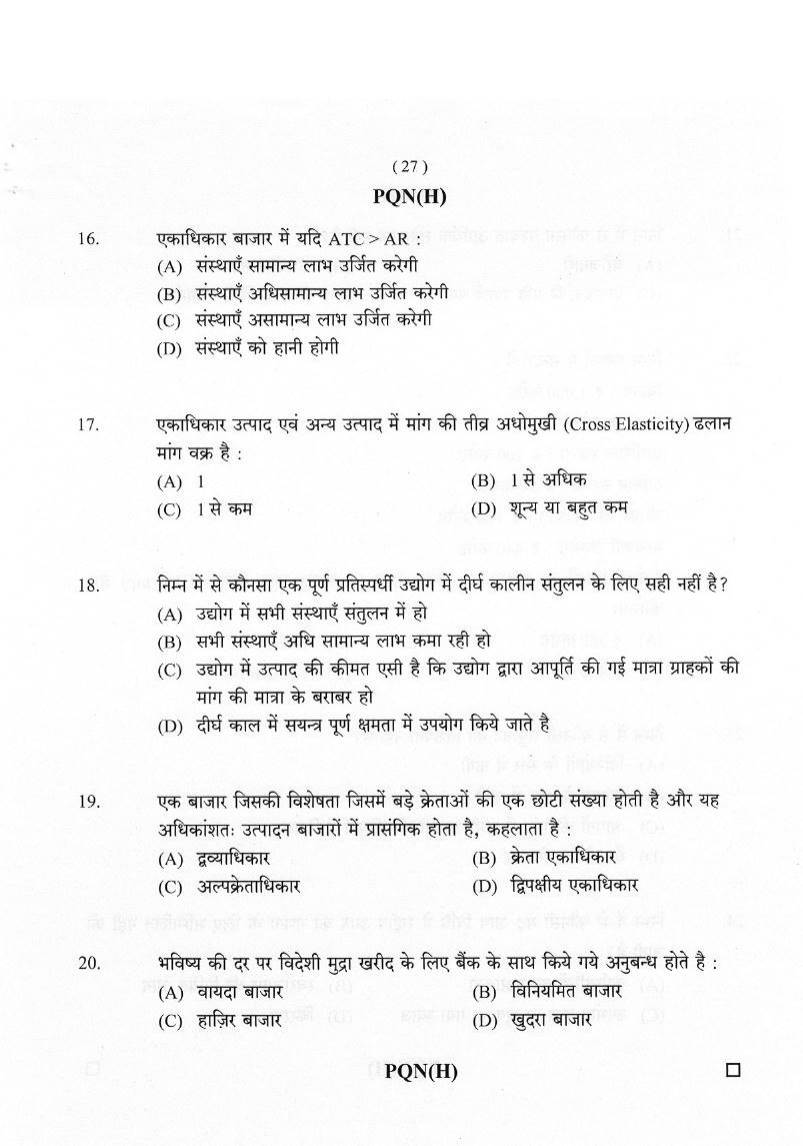 ( 27 )
PQN(H)
16. एकाधिकार बाजार में यदि ATC > AR :
(A) संस्थाएँ सामान्य लाभ उर्जित करेगी
(B) संस्थाएँ अधिसामान्य लाभ उर्जित करेगी
(C) संस्थाएँ असामान्य लाभ उर्जित करेगी
(D) संस्थाएँ को हानी होगी
17. एकाधिकार उत्पाद एवं अन्य उत्पाद में मांग की तीव्र अधोमुखी (Cross Elasticity) ढलान
मांग वक्र है :
(A) 1 (B) 1 से अधिक
(C) 1 से कम (D) शून्य या बहुत कम
18. निम्न में से कौनसा एक पूर्ण प्रतिस्पर्धी उद्योग में दीर्घ कालीन संतुलन के लिए सही नहीं है?
(A) उद्योग में सभी संस्थाएँ संतुलन में हो
(B) सभी संस्थाएँ अधि सामान्य लाभ कमा रही हो
(C) उद्योग में उत्पाद की कीमत एसी है कि उद्योग द्वारा आपूर्ति की गई मात्रा ग्राहकों की
मांग की मात्रा के बराबर हो
(D) दीर्घ काल में सयन्त्र पूर्ण क्षमता में उपयोग किये जाते है
19. एक बाजार जिसकी विशेषता जिसमें बड़े क्रेताओं की एक छोटी संख्या होती है और यह
अधिकांशतः उत्पादन बाजारों में प्रासंगिक होता है, कहलाता है :
(A) द्वव्याधिकार (B) क्रेता एकाधिकार
(C) अल्पक्रेताधिकार (D) द्विपक्षीय एकाधिकार
20. भविष्य की दर पर विदेशी मुद्रा खरीद के लिए बैंक के साथ किये गये अनुबन्ध होते है :
(A) वायदा बाजार (B) विनियमित बाजार
(C) हाज़िर बाजार (D) खुदरा बाजार
PQN(H)